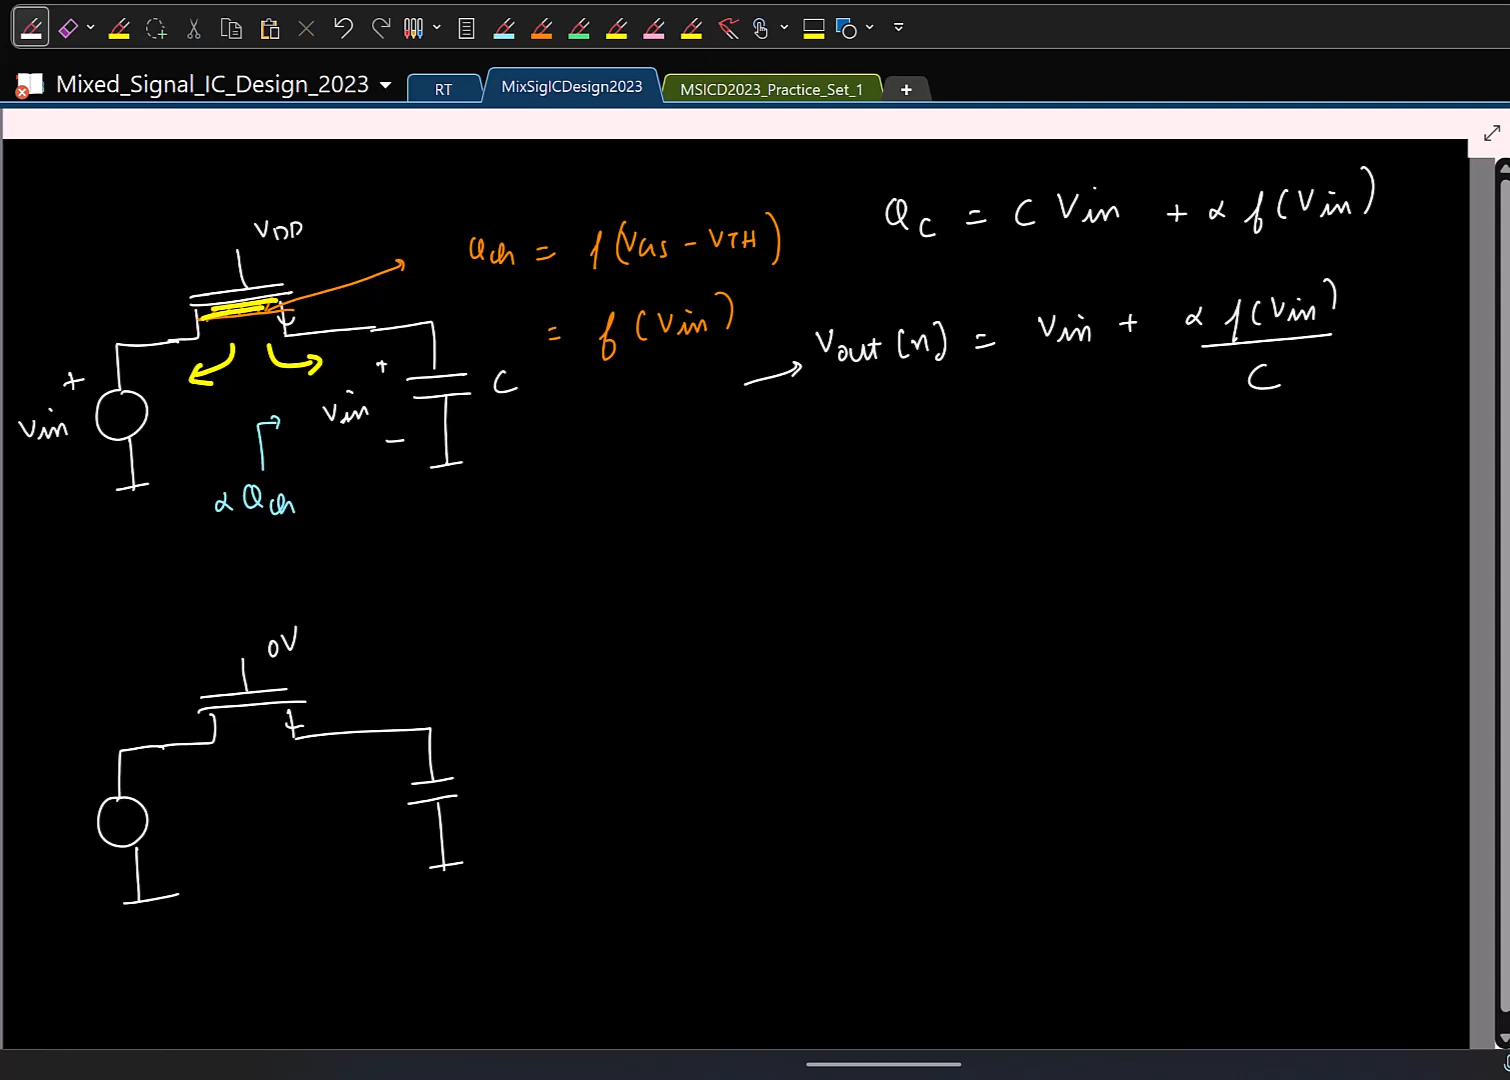 Mixed_Signal_IC_Design_2023
RT
MixSigICDesign2023
MSICD2023_Practice_Set_1
VDD
Qch = f(VGS - VTH)
= f(Vin)
QC = C Vin + α f(Vin)
Vout[n] = Vin + α f(Vin) / C
+
Vin
+
Vin
-
C
α Qch
0V